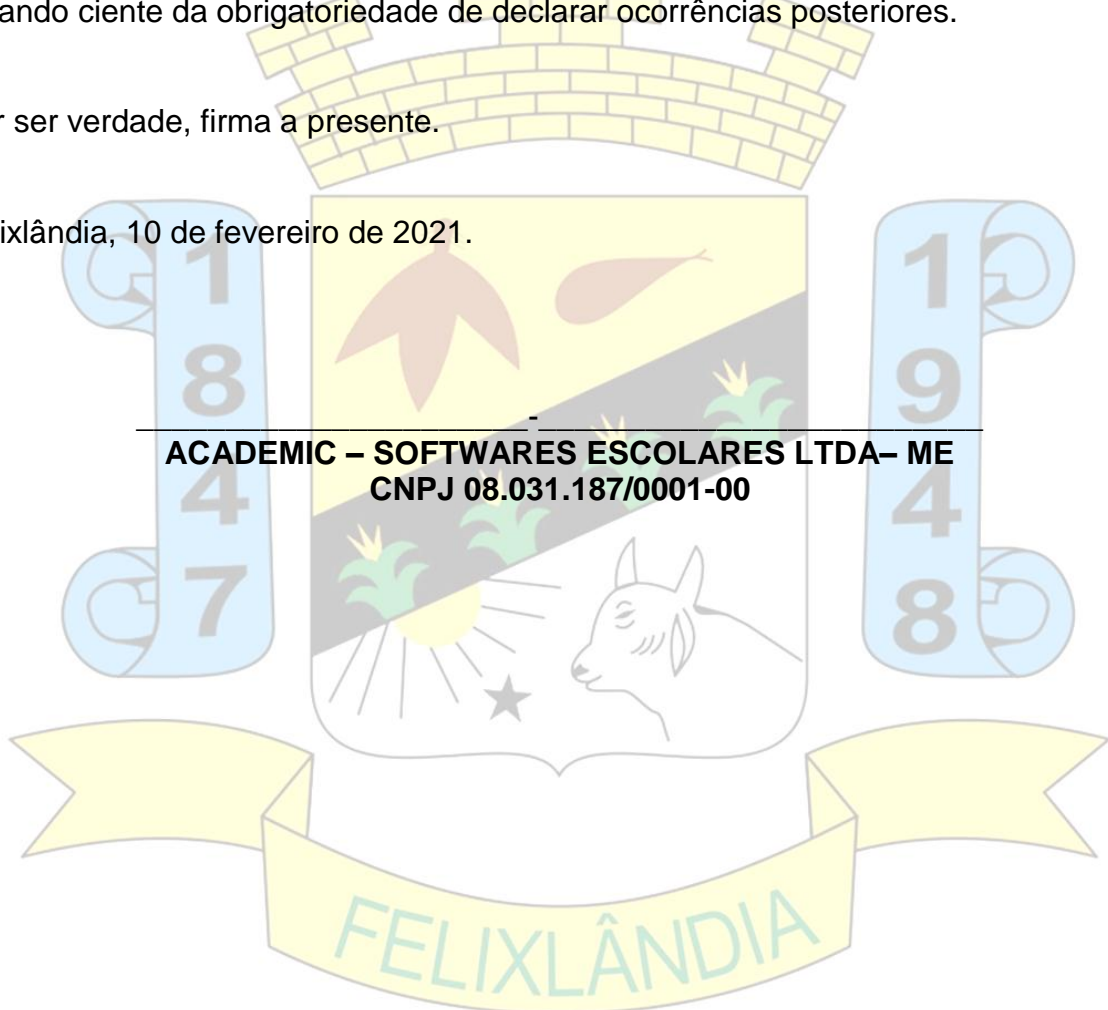 ando ciente da obrigatoriedade de declarar ocorrências posteriores.
r ser verdade, firma a presente.
ixlândia, 10 de fevereiro de 2021.
1
8
4
7
1
9
4
8
______________________-_________________________
ACADEMIC – SOFTWARES ESCOLARES LTDA– ME
CNPJ 08.031.187/0001-00
FELIXLÂNDIA